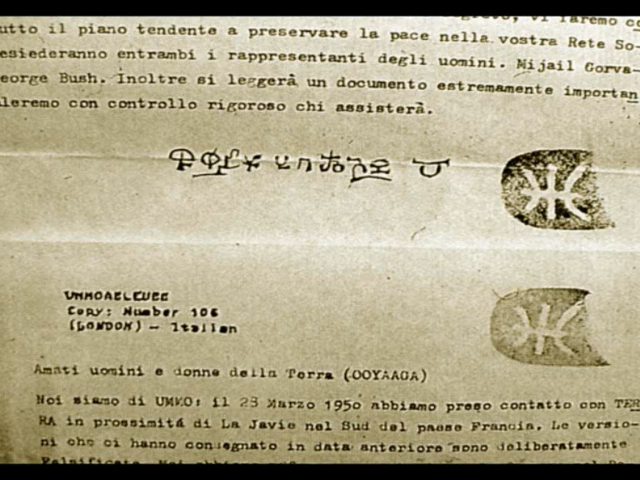 utto il piano tendente a preservare la pace nella vostra Rete So-
esiederanno entrambi i rappresentanti degli uomini. Mijail Gorva-
eorge Bush. Inoltre si leggerà un documento estremamente importan
leremo con controllo rigoroso chi assisterà.
UMMOAELEUEE
Copy: Number 106
(LONDON) - Italian
Amati uomini e donne della Terra (OOYAAGA)
Noi siamo di UMMO: il 28 Marzo 1950 abbiamo preso contatto con TER
RA in prossimitá di La Javie nel Sud del paese Francia. Le versio-
ni che ci hanno consegnato in data anteriore sono deliberatamente